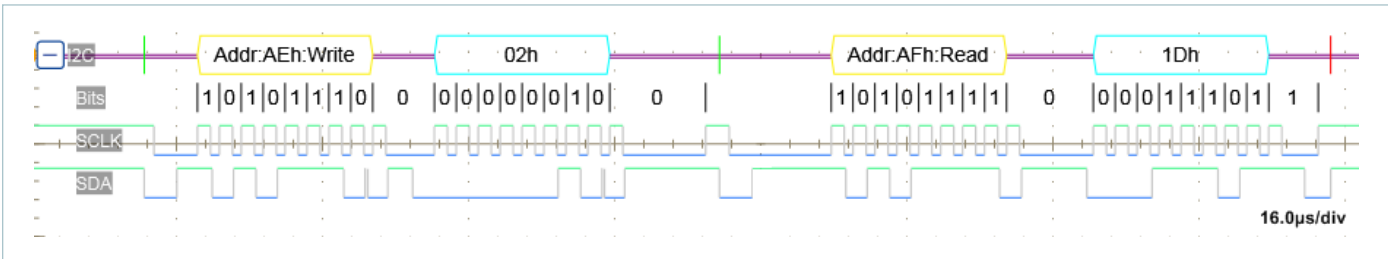 I2C Addr:AEh:Write 02h Addr:AFh:Read 1Dh
Bits 1 0 1 0 1 1 1 0 0 0 0 0 0 0 0 1 0 0 1 0 1 0 1 1 1 1 0 0 0 0 1 1 1 0 1 1
SCLK
SDA
16.0µs/div